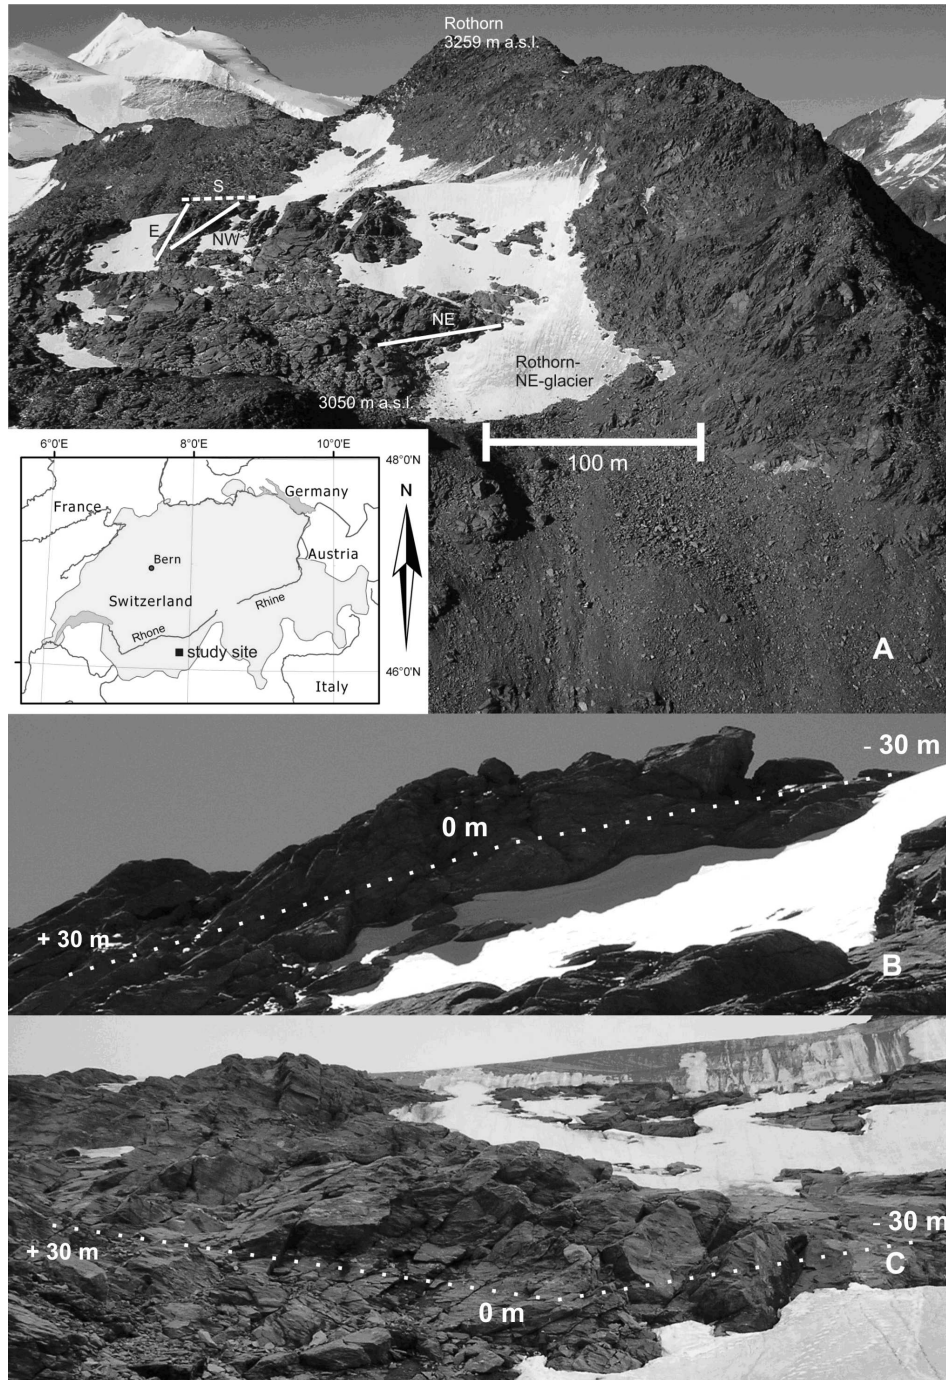 Rothorn
3259 m a.s.l.
S
E
NW
NE
Rothorn-
NE-glacier
3050 m a.s.l.
100 m
6°0'E
8°0'E
10°0'E
48°0'N
Germany
France
N
Austria
Bern
Switzerland
Rhine
Rhone
study site
46°0'N
Italy
A
- 30 m
0 m
+ 30 m
B
- 30 m
+ 30 m
C
0 m